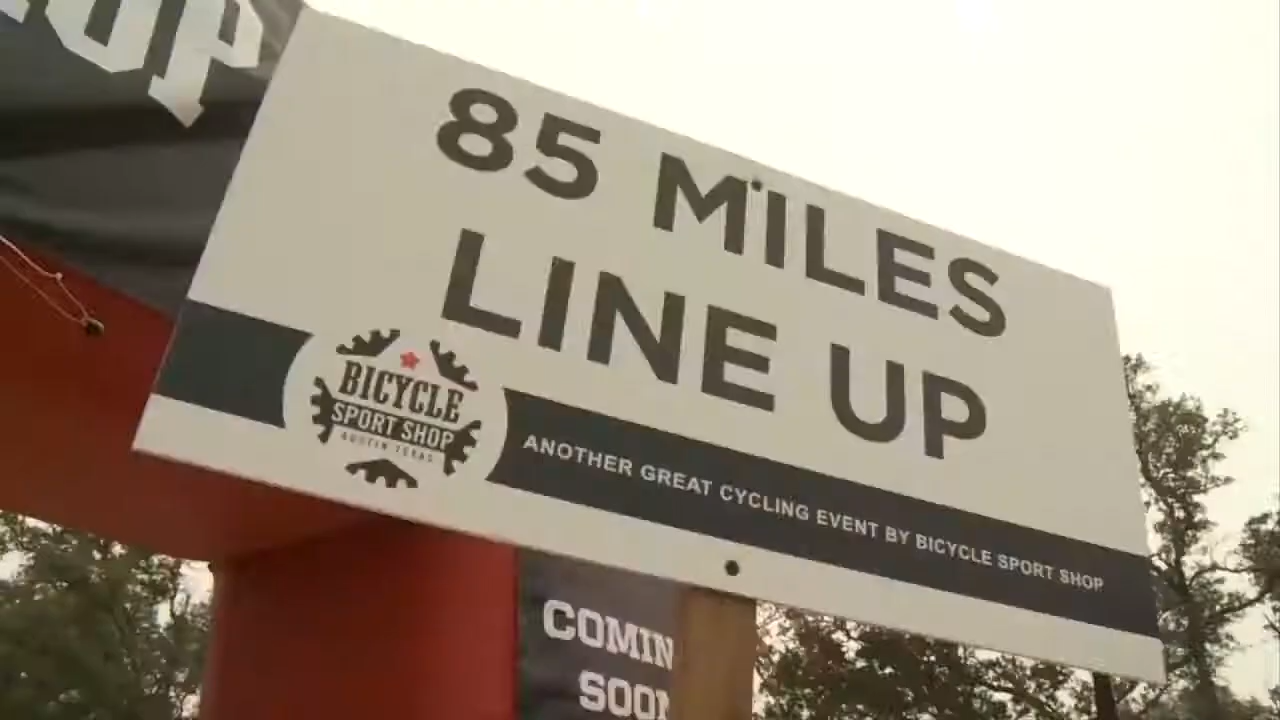 85 MILES
LINE UP
BICYCLE
SPORT SHOP
AUSTIN TEXAS
ANOTHER GREAT CYCLING EVENT BY BICYCLE SPORT SHOP
COMIN
SOON